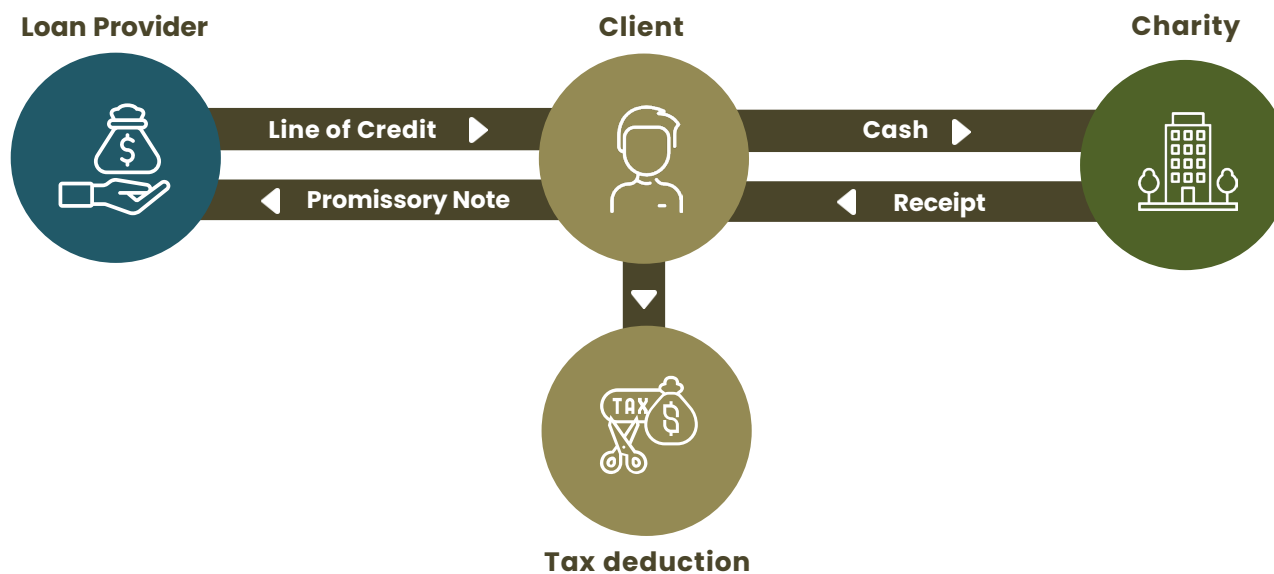 Loan Provider
Client
Charity
Line of Credit
Cash
Promissory Note
Receipt
$
TAX
$
Tax deduction